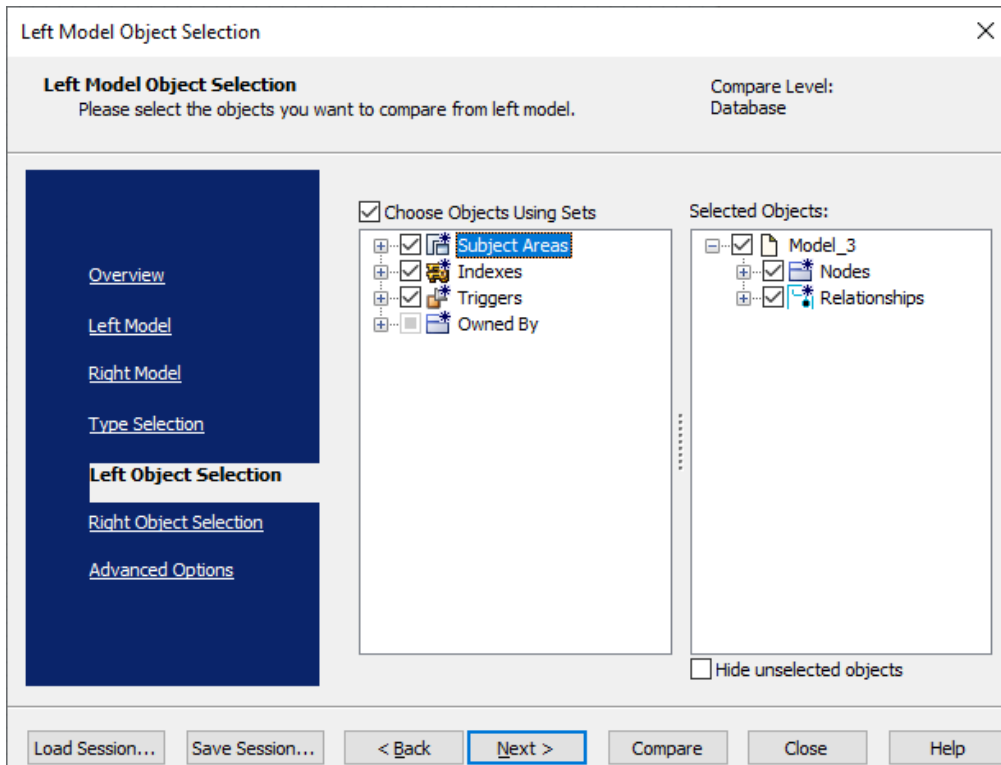 Left Model Object Selection
Left Model Object Selection
Please select the objects you want to compare from left model.
Compare Level:
Database
Overview
Left Model
Right Model
Type Selection
Left Object Selection
Right Object Selection
Advanced Options
Choose Objects Using Sets
Subject Areas
Indexes
Triggers
Owned By
Selected Objects:
Model_3
Nodes
Relationships
Hide unselected objects
Load Session...
Save Session...
< Back
Next >
Compare
Close
Help